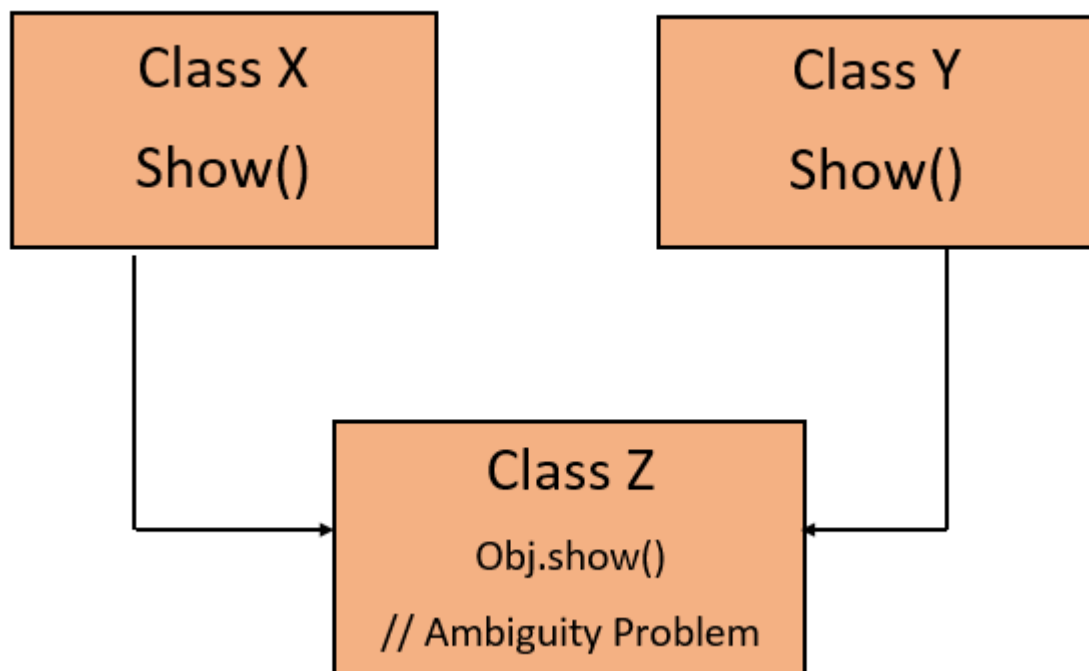 Class X
Show()
Class Y
Show()
Class Z
Obj.show()
// Ambiguity Problem